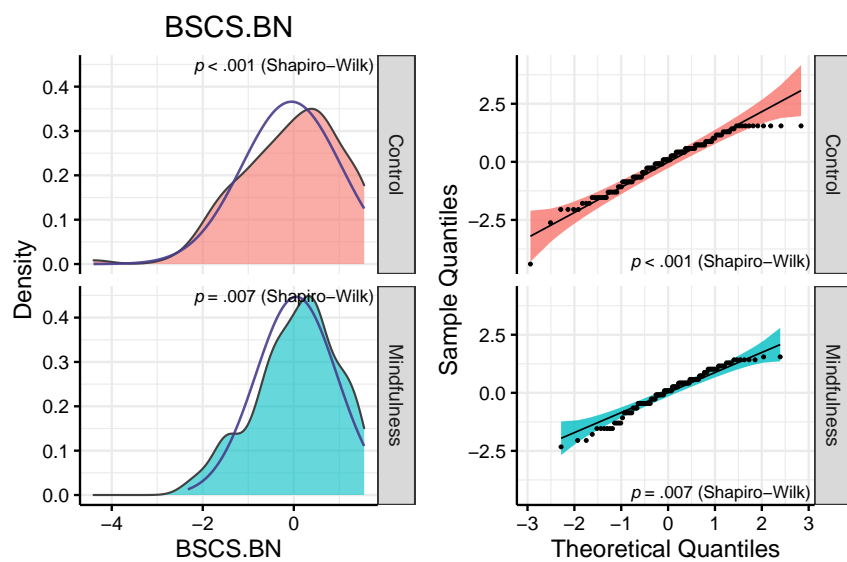 BSCS.BN
p < .001 (Shapiro−Wilk)
0.4
0.3
0.2
0.1
0.0
Control
p = .007 (Shapiro−Wilk)
0.4
0.3
0.2
0.1
0.0
Mindfulness
Density
−4
−2
0
BSCS.BN
2.5
0.0
−2.5
p < .001 (Shapiro−Wilk)
Control
2.5
0.0
−2.5
p = .007 (Shapiro−Wilk)
Mindfulness
Sample Quantiles
−3
−2
−1
0
1
2
3
Theoretical Quantiles